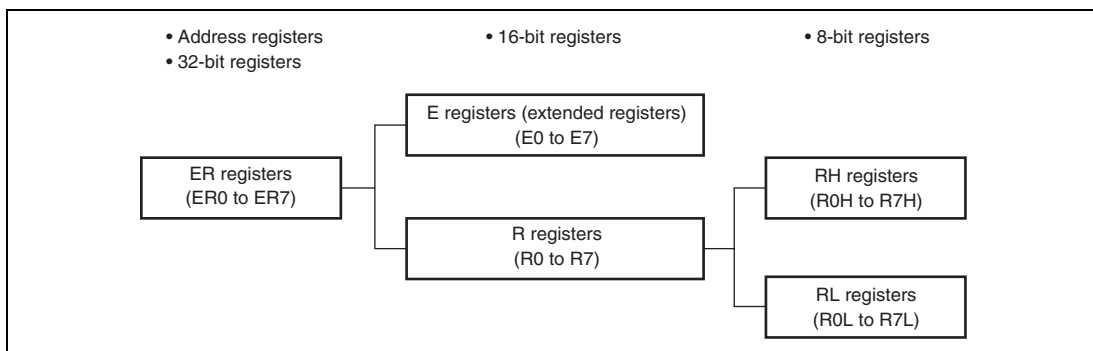 • Address registers
• 32-bit registers
• 16-bit registers
• 8-bit registers
E registers (extended registers)
(E0 to E7)
ER registers
(ER0 to ER7)
RH registers
(R0H to R7H)
R registers
(R0 to R7)
RL registers
(R0L to R7L)